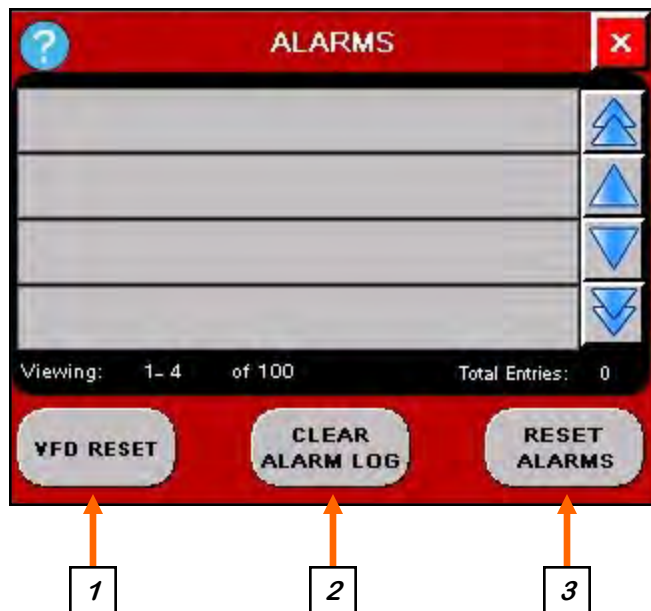 ?
ALARMS
X
Viewing: 1-4 of 100 Total Entries: 0
VFD RESET
CLEAR
ALARM LOG
RESET
ALARMS
1 2 3